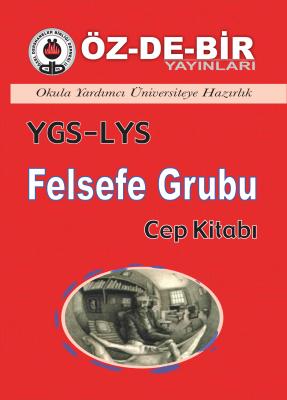 ÖZ-DE-BİR
YAYINLARI
Okula Yardımcı Üniversiteye Hazırlık
YGS-LYS
Felsefe Grubu
Cep Kitabı